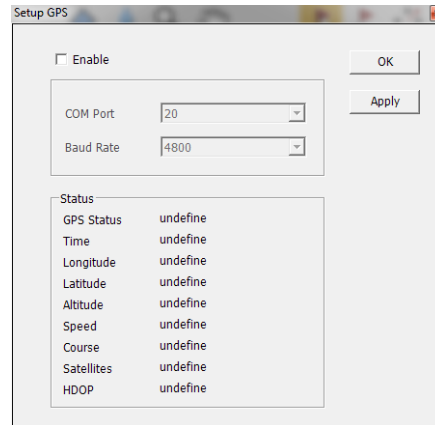 Setup GPS
Enable
OK
COM Port 20
Apply
Baud Rate 4800
Status
GPS Status undefine
Time undefine
Longitude undefine
Latitude undefine
Altitude undefine
Speed undefine
Course undefine
Satellites undefine
HDOP undefine